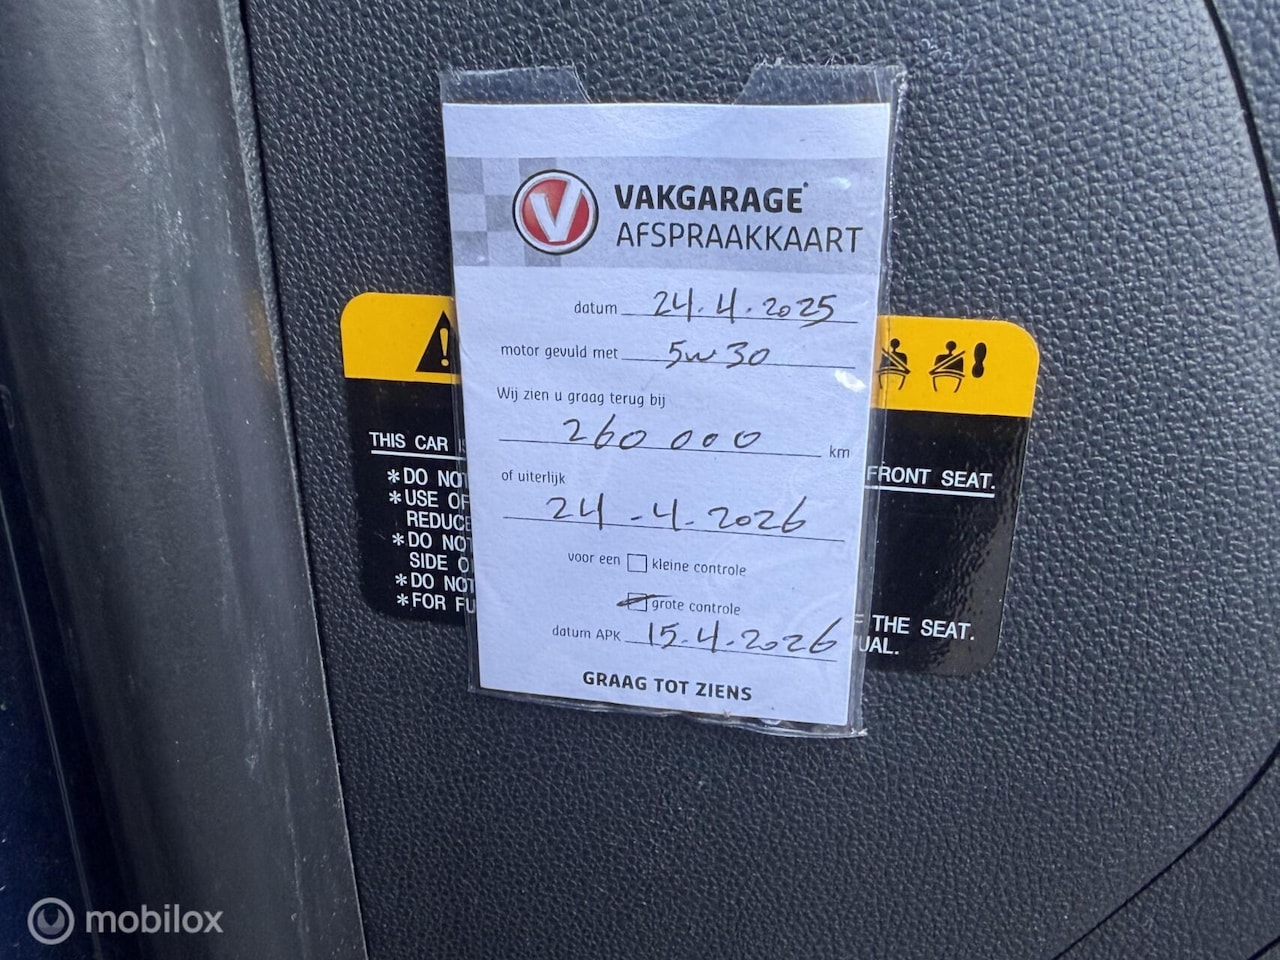 V VAKGARAGE
AFSPRAAKKAART
datum 24.4.2025
motor gevuld met 5w30
Wij zien u graag terug bij
260 000 km
of uiterlijk
24-4-2026
voor een kleine controle
grote controle
datum APK 15.4.2026
GRAAG TOT ZIENS
THIS CAR
*DO NOT
*USE OF
REDUCE
*DO NOT
SIDE O
*DO NOT
*FOR FU
FRONT SEAT.
F THE SEAT.
UAL.
mobilox